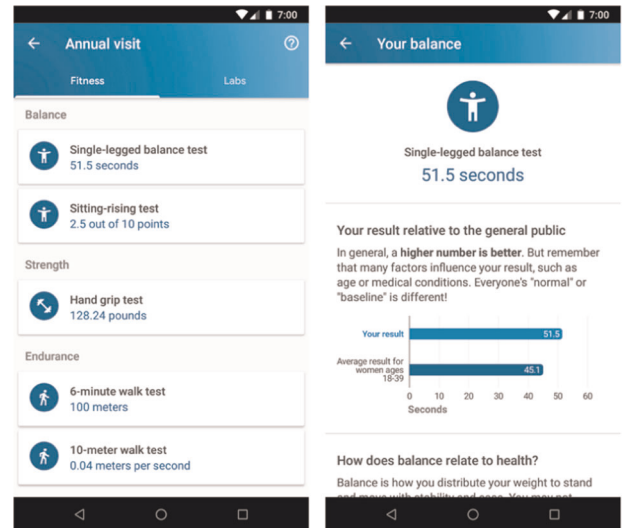 7:00
Annual visit
Fitness
Labs
Balance
Single-legged balance test
51.5 seconds
Sitting-rising test
2.5 out of 10 points
Strength
Hand grip test
128.24 pounds
Endurance
6-minute walk test
100 meters
10-meter walk test
0.04 meters per second
7:00
Your balance
Single-legged balance test
51.5 seconds
Your result relative to the general public
In general, a higher number is better. But remember
that many factors influence your result, such as
age or medical conditions. Everyone's "normal" or
"baseline" is different!
Your result
51.5
Average result for
women ages
18-39
45.1
0 10 20 30 40 50 60
Seconds
How does balance relate to health?
Balance is how you distribute your weight to stand
and move with stability and ease. You may not